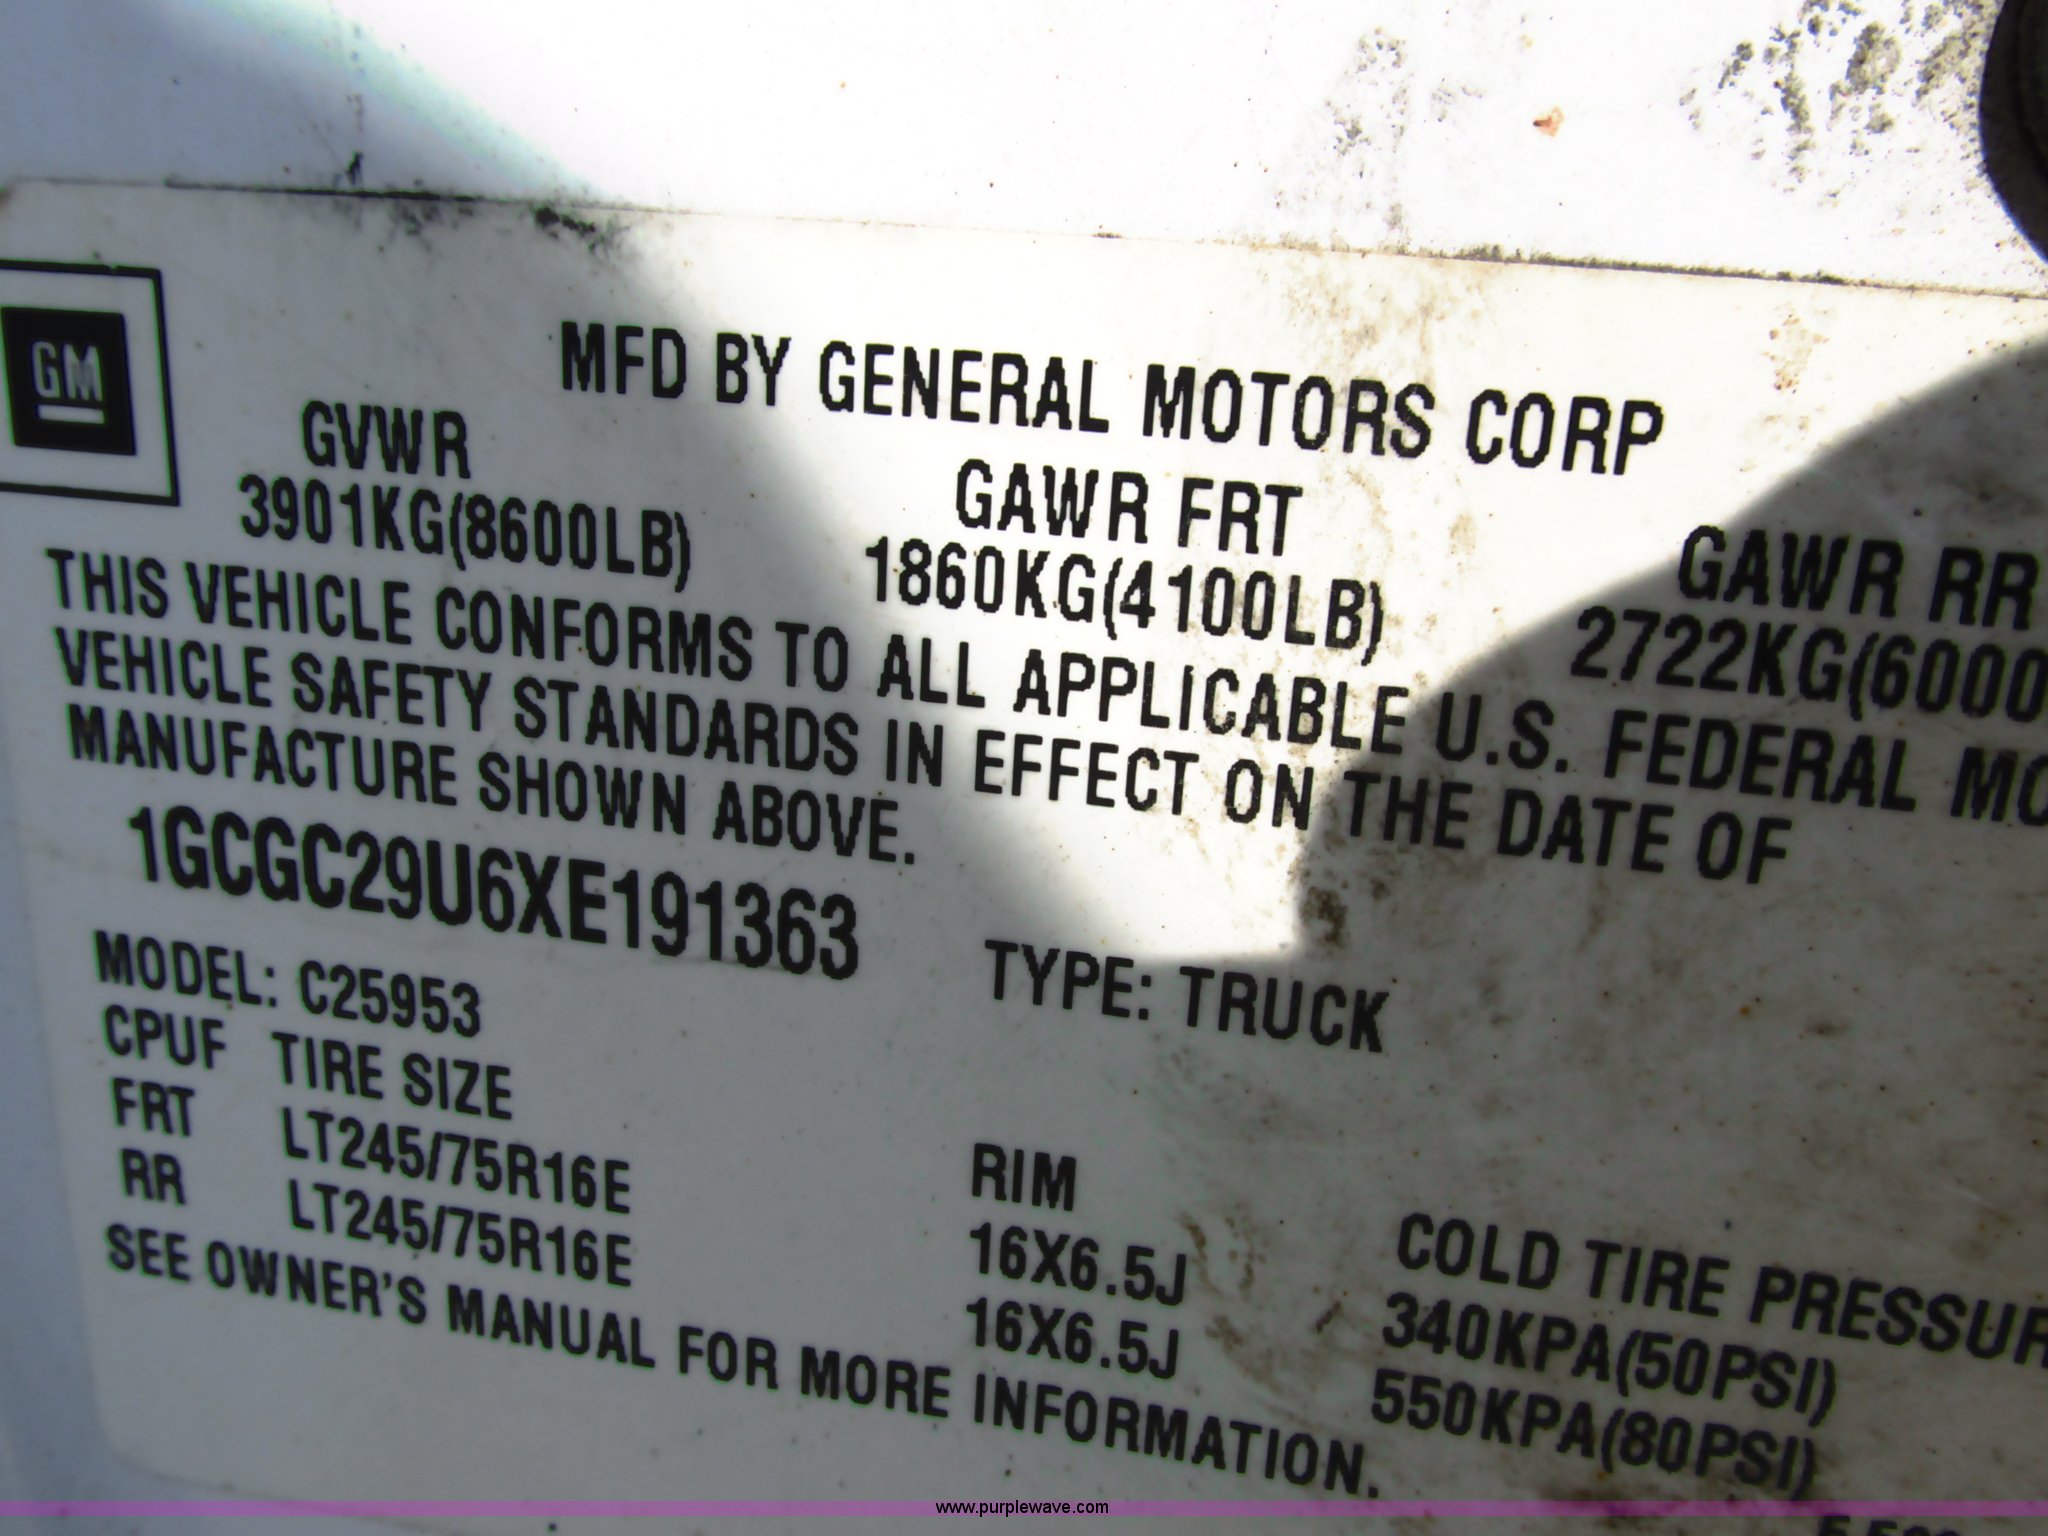 GM
MFD BY GENERAL MOTORS CORP
GVWR GAWR FRT GAWR RR
3901KG(8600LB) 1860KG(4100LB) 2722KG(6000
THIS VEHICLE CONFORMS TO ALL APPLICABLE U.S. FEDERAL MO
VEHICLE SAFETY STANDARDS IN EFFECT ON THE DATE OF
MANUFACTURE SHOWN ABOVE.
1GCGC29U6XE191363 TYPE: TRUCK
MODEL: C25953
CPUF TIRE SIZE RIM COLD TIRE PRESSUR
FRT LT245/75R16E 16X6.5J 340KPA(50PSI)
RR LT245/75R16E 16X6.5J 550KPA(80PSI)
SEE OWNER'S MANUAL FOR MORE INFORMATION.
www.purplewave.com